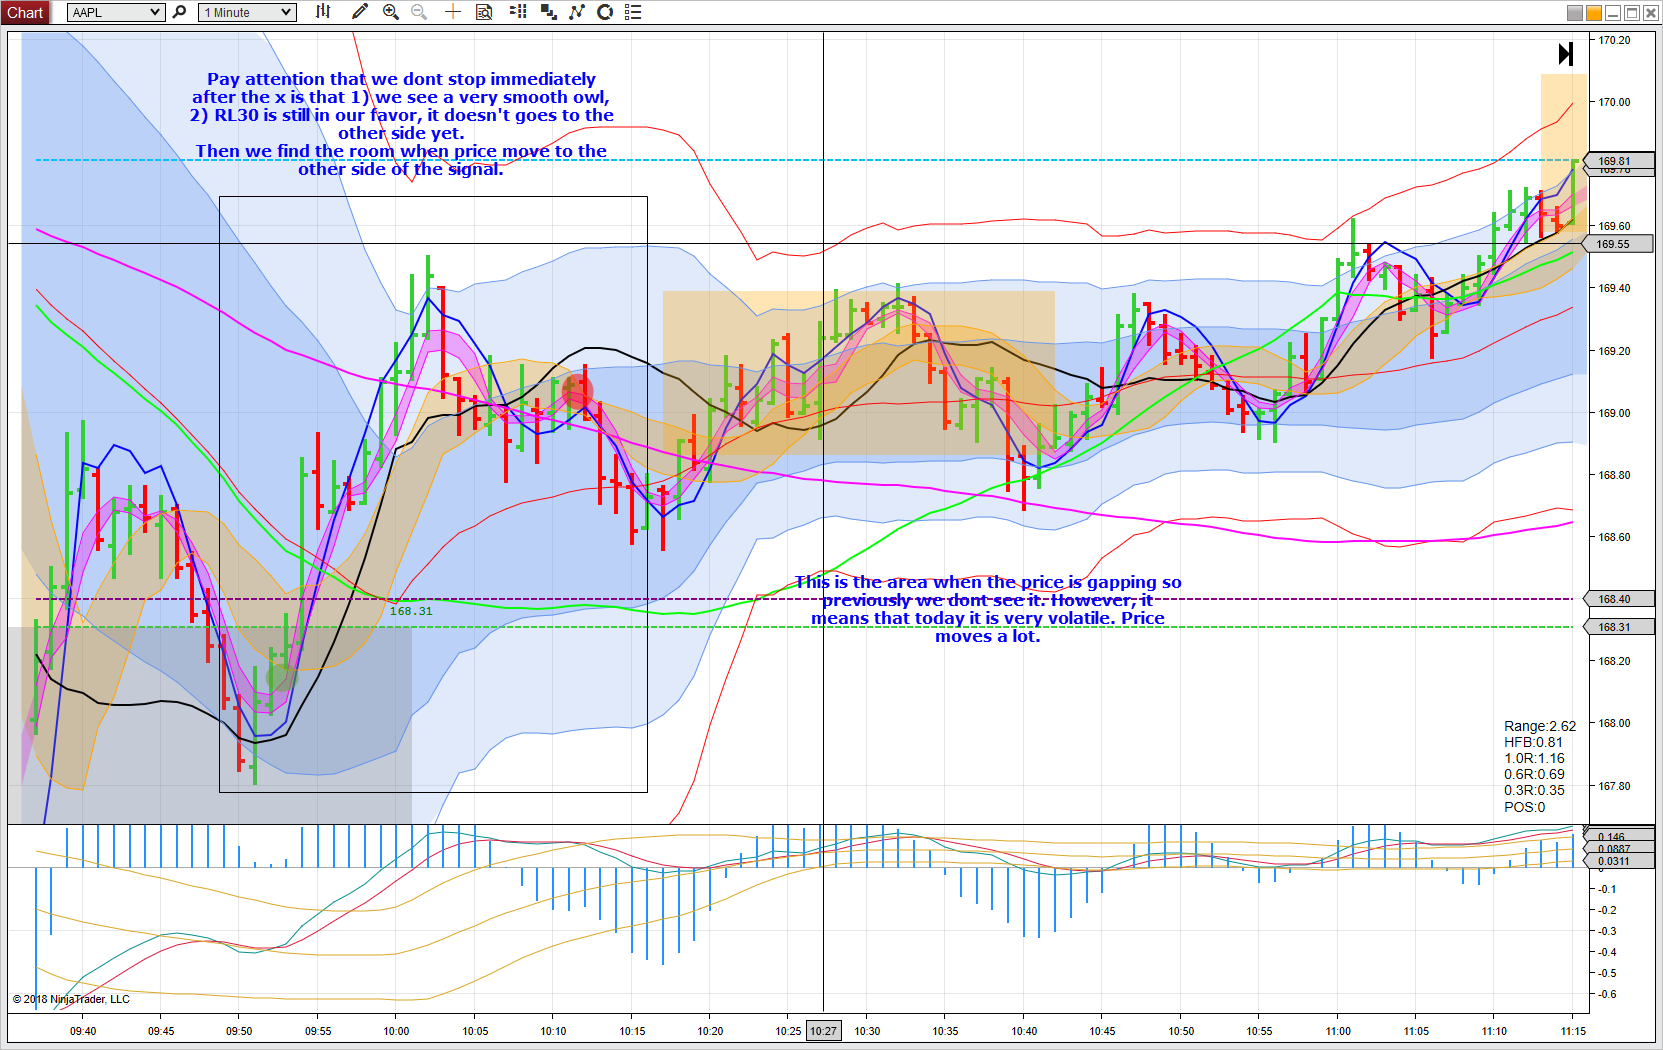 Chart
AAPL
1 Minute
Pay attention that we dont stop immediately
after the x is that 1) we see a very smooth owl,
2) RL30 is still in our favor, it doesn't goes to the
other side yet.
Then we find the room when price move to the
other side of the signal.
168.31
This is the area when the price is gapping so
previously we dont see it. However, it
means that today it is very volatile. Price
moves a lot.
Range:2.62
HFB:0.81
1.0R:1.16
0.6R:0.69
0.3R:0.35
POS:0
170.20
170.00
169.81
169.76
169.60
169.55
169.40
169.20
169.00
168.80
168.60
168.40
168.31
168.20
168.00
167.80
0.146
0.0887
0.0311
-0.1
-0.2
-0.3
-0.4
-0.5
-0.6
© 2018 NinjaTrader, LLC
09:40 09:45 09:50 09:55 10:00 10:05 10:10 10:15 10:20 10:25 10:27 10:30 10:35 10:40 10:45 10:50 10:55 11:00 11:05 11:10 11:15